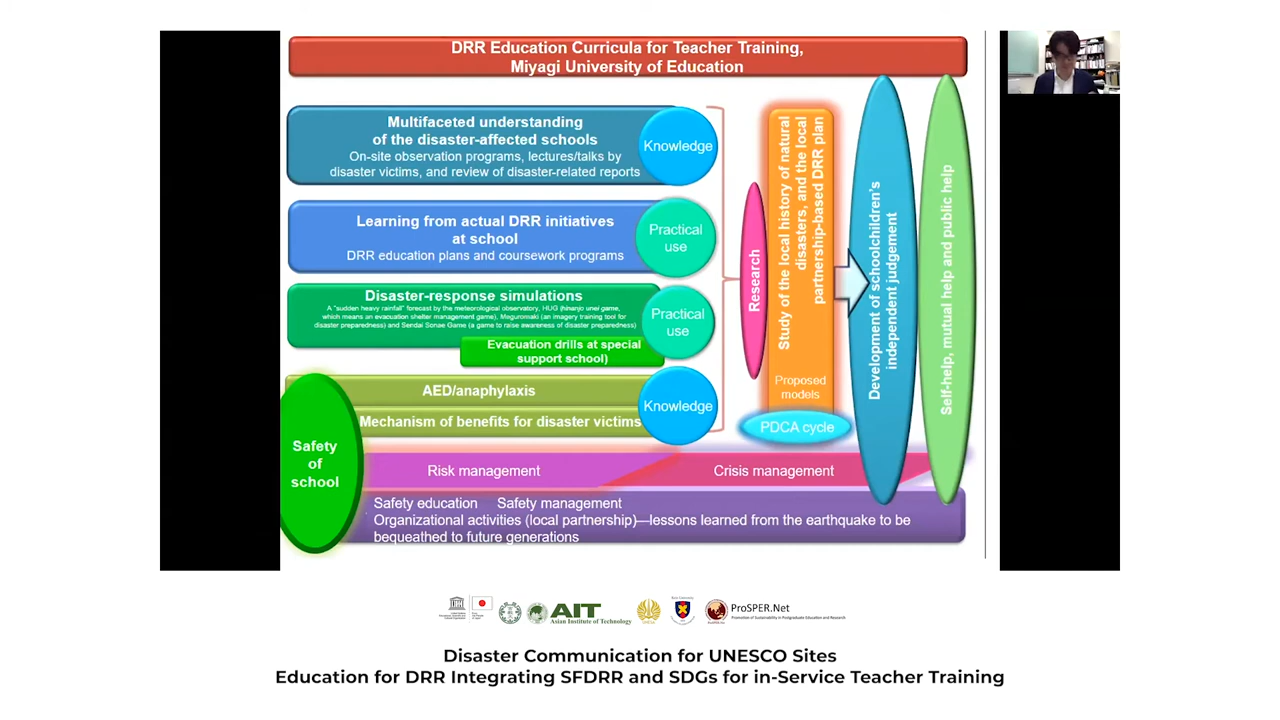 DRR Education Curricula for Teacher Training,
Miyagi University of Education
Multifaceted understanding
of the disaster-affected schools
On-site observation programs, lectures/talks by
disaster victims, and review of disaster-related reports
Knowledge
Learning from actual DRR initiatives
at school
DRR education plans and coursework programs
Practical
use
Disaster-response simulations
A "sudden heavy rainfall" forecast by the meteorological observatory, HUG (hinanjo unei game,
which means an evacuation shelter management game), Meguromaki (an imagery training tool for
disaster preparedness) and Sendai Sonae Game (a game to raise awareness of disaster preparedness)
Practical
use
Evacuation drills at special
support school)
AED/anaphylaxis
Mechanism of benefits for disaster victims
Knowledge
Research
Study of the local history of natural
disasters, and the local
partnership-based DRR plan
Proposed
models
PDCA cycle
Development of schoolchildren's
independent judgement
Self-help, mutual help and public help
Safety
of
school
Risk management
Crisis management
Safety education Safety management
Organizational activities (local partnership)—lessons learned from the earthquake to be
bequeathed to future generations
AIT
Asian Institute of Technology
ProSPER.Net
Promotion of Sustainability in Postgraduate Education and Research
Disaster Communication for UNESCO Sites
Education for DRR Integrating SFDRR and SDGs for in-Service Teacher Training